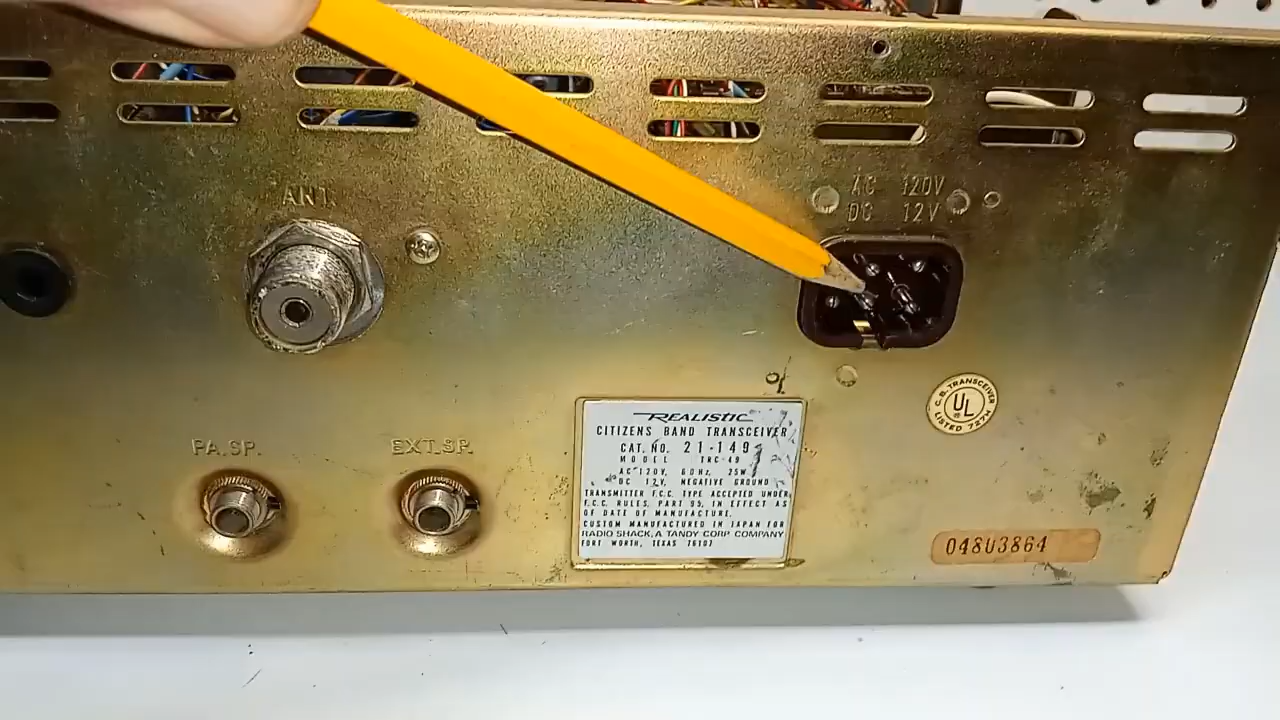 ANT.
AC 120V
DC 12V
PA.SP.
EXT.SP.
REALISTIC
CITIZENS BAND TRANSCEIVER
CAT. NO. 21-149
MODEL TRC-49
AC 120V, 60Hz, 25W
DC 12V, NEGATIVE GROUND
TRANSMITTER F.C.C. TYPE ACCEPTED UNDER
F.C.C. RULES, PART 95, IN EFFECT AS
OF DATE OF MANUFACTURE.
CUSTOM MANUFACTURED IN JAPAN FOR
RADIO SHACK, A TANDY CORP. COMPANY
FORT WORTH, TEXAS 76107
C.B. TRANSCEIVER
UL
LISTED 727H
048U3864